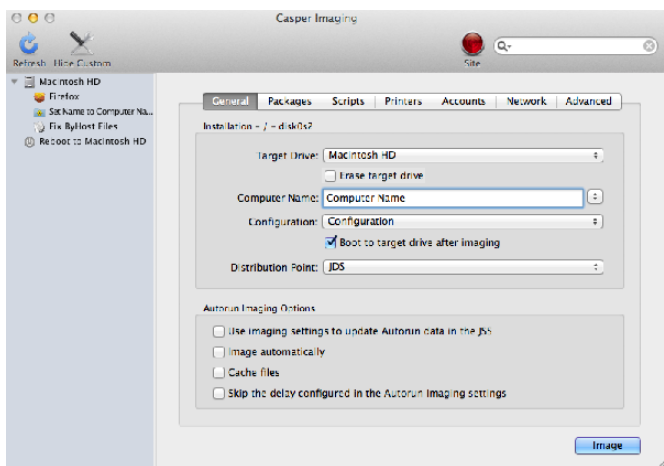 Casper Imaging
Refresh Hide Custom
Site
Macintosh HD
Firefox
Set Name to Computer Na...
Fix ByHost Files
Reboot to Macintosh HD
General Packages Scripts Printers Accounts Network Advanced
Installation - / - disk0s2
Target Drive: Macintosh HD
Erase target drive
Computer Name: Computer Name
Configuration: Configuration
Boot to target drive after imaging
Distribution Point: JDS
Autorun Imaging Options
Use imaging settings to update Autorun data in the JSS
Image automatically
Cache files
Skip the delay configured in the Autorun Imaging settings
Image